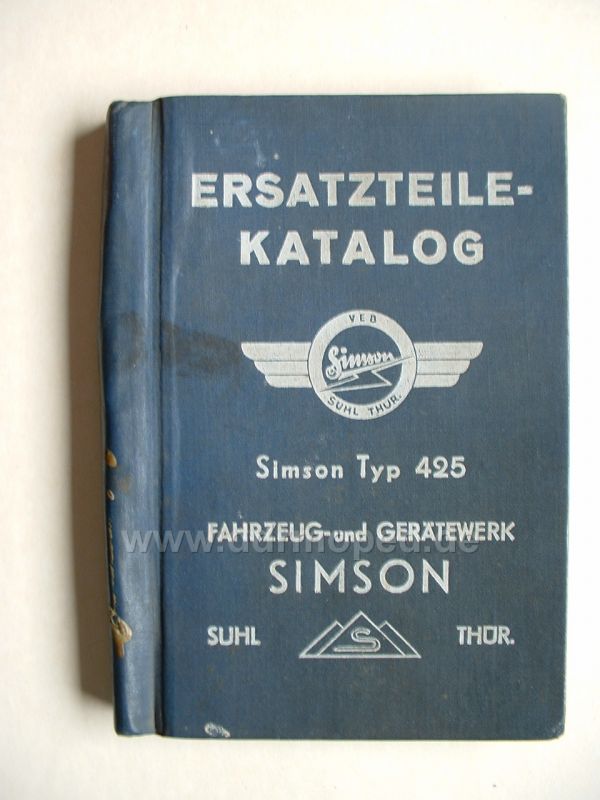 ERSATZTEILE-
KATALOG
VEB
Simson
SUHL THÜR.
Simson Typ 425
FAHRZEUG- und GERÄTEWERK
www.ddrmoped.de
SIMSON
SUHL S THÜR.